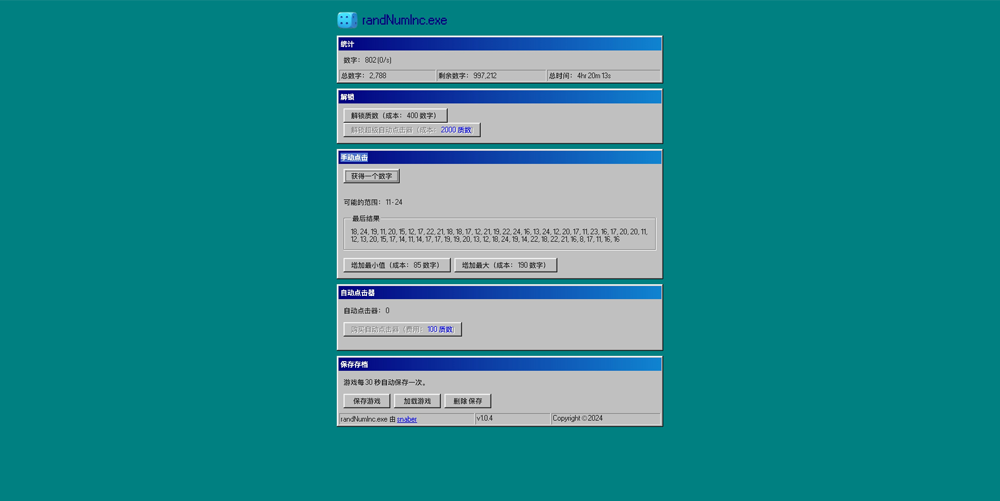 randNumInc.exe
统计
数字: 802 (0/s)
总数字: 2,788 剩余数字: 997,212 总时间: 4hr 20m 13s
解锁
解锁质数（成本: 400 数字）
解锁超级自动点击器（成本: 2000 质数）
手动点击
获得一个数字
可能的范围: 11 - 24
最后结果
18, 24, 19, 11, 20, 15, 12, 17, 22, 21, 18, 18, 17, 12, 21, 19, 22, 24, 16, 13, 24, 12, 20, 17, 11, 23, 16, 17, 20, 20, 11,
12, 13, 20, 15, 17, 14, 11, 14, 17, 17, 19, 19, 20, 13, 12, 18, 24, 19, 14, 22, 18, 22, 21, 16, 8, 17, 11, 16, 16
增加最小值（成本: 85 数字） 增加最大（成本: 190 数字）
自动点击器
自动点击器: 0
购买自动点击器（费用: 100 质数）
保存存档
游戏每 30 秒自动保存一次。
保存游戏 加载游戏 删除 保存
randNumInc.exe 由 snaber v1.0.4 Copyright © 2024